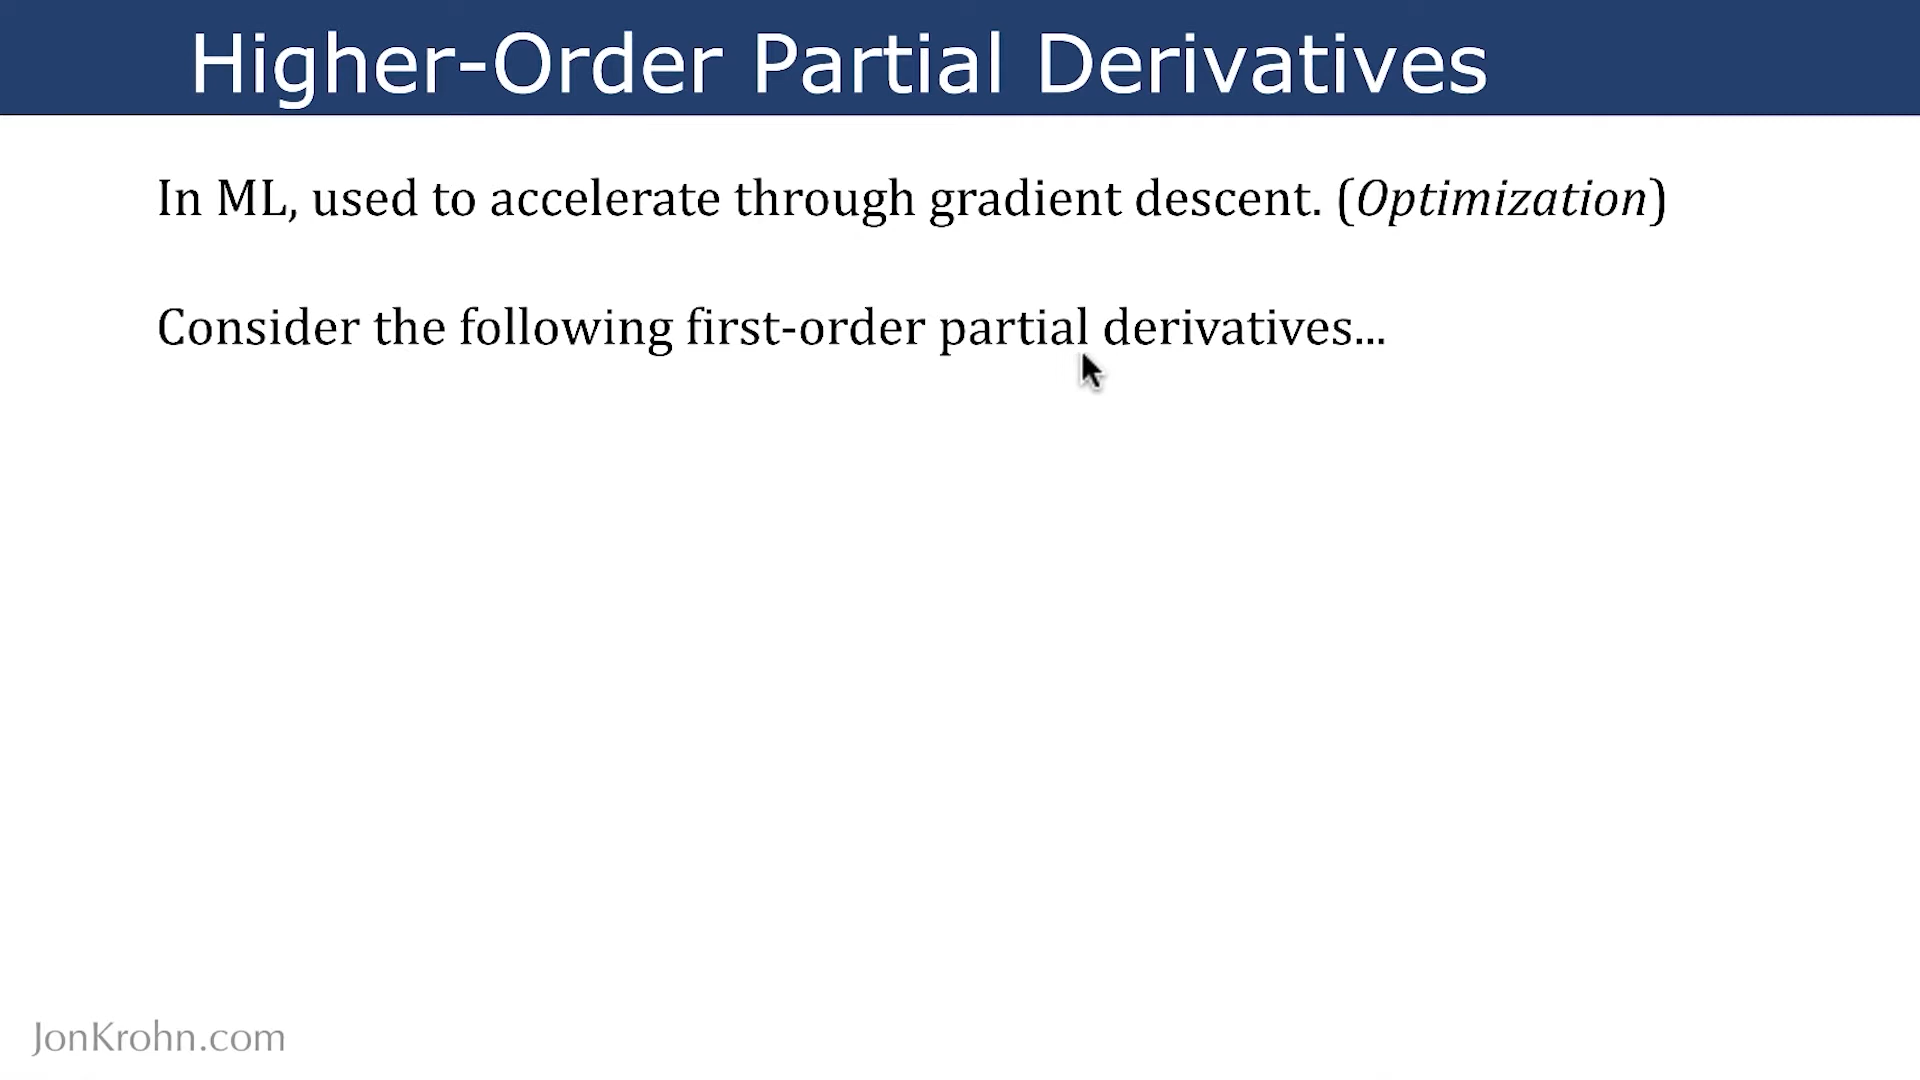 Higher-Order Partial Derivatives
In ML, used to accelerate through gradient descent. (Optimization)
Consider the following first-order partial derivatives...
JonKrohn.com